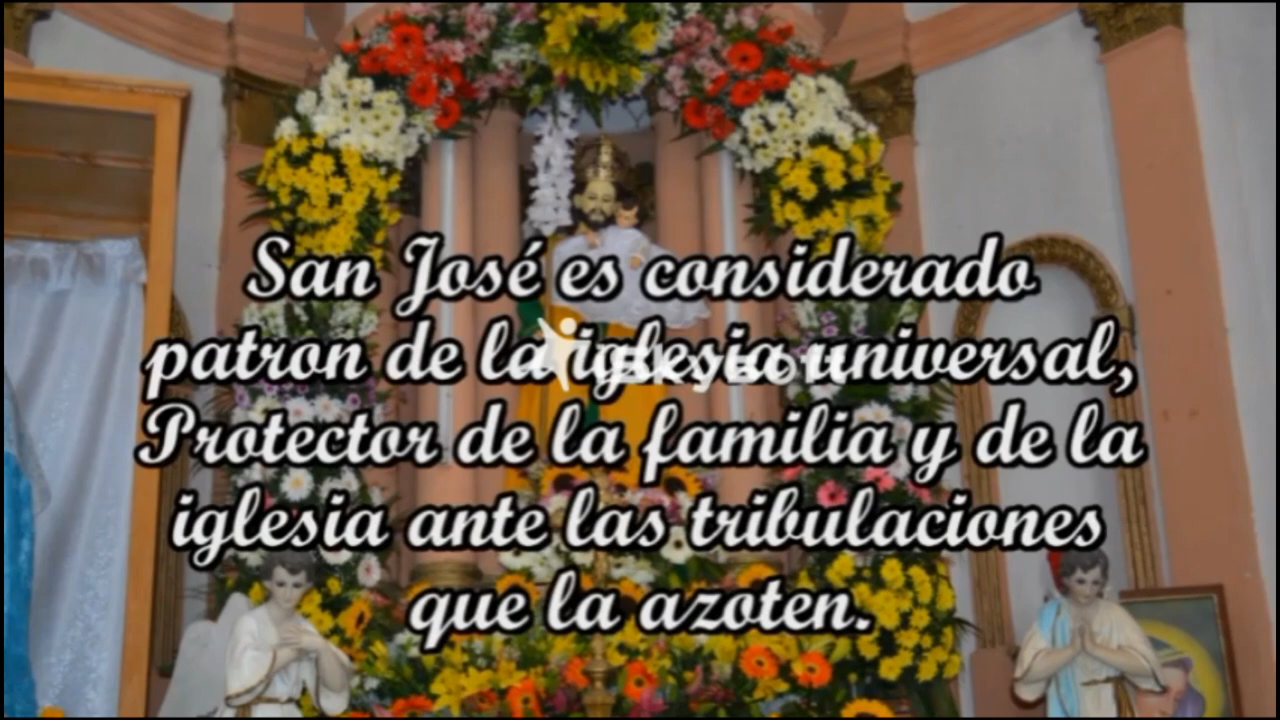 San José es considerado
patron de la iglesia universal,
Protector de la familia y de la
iglesia ante las tribulaciones
que la azoten.